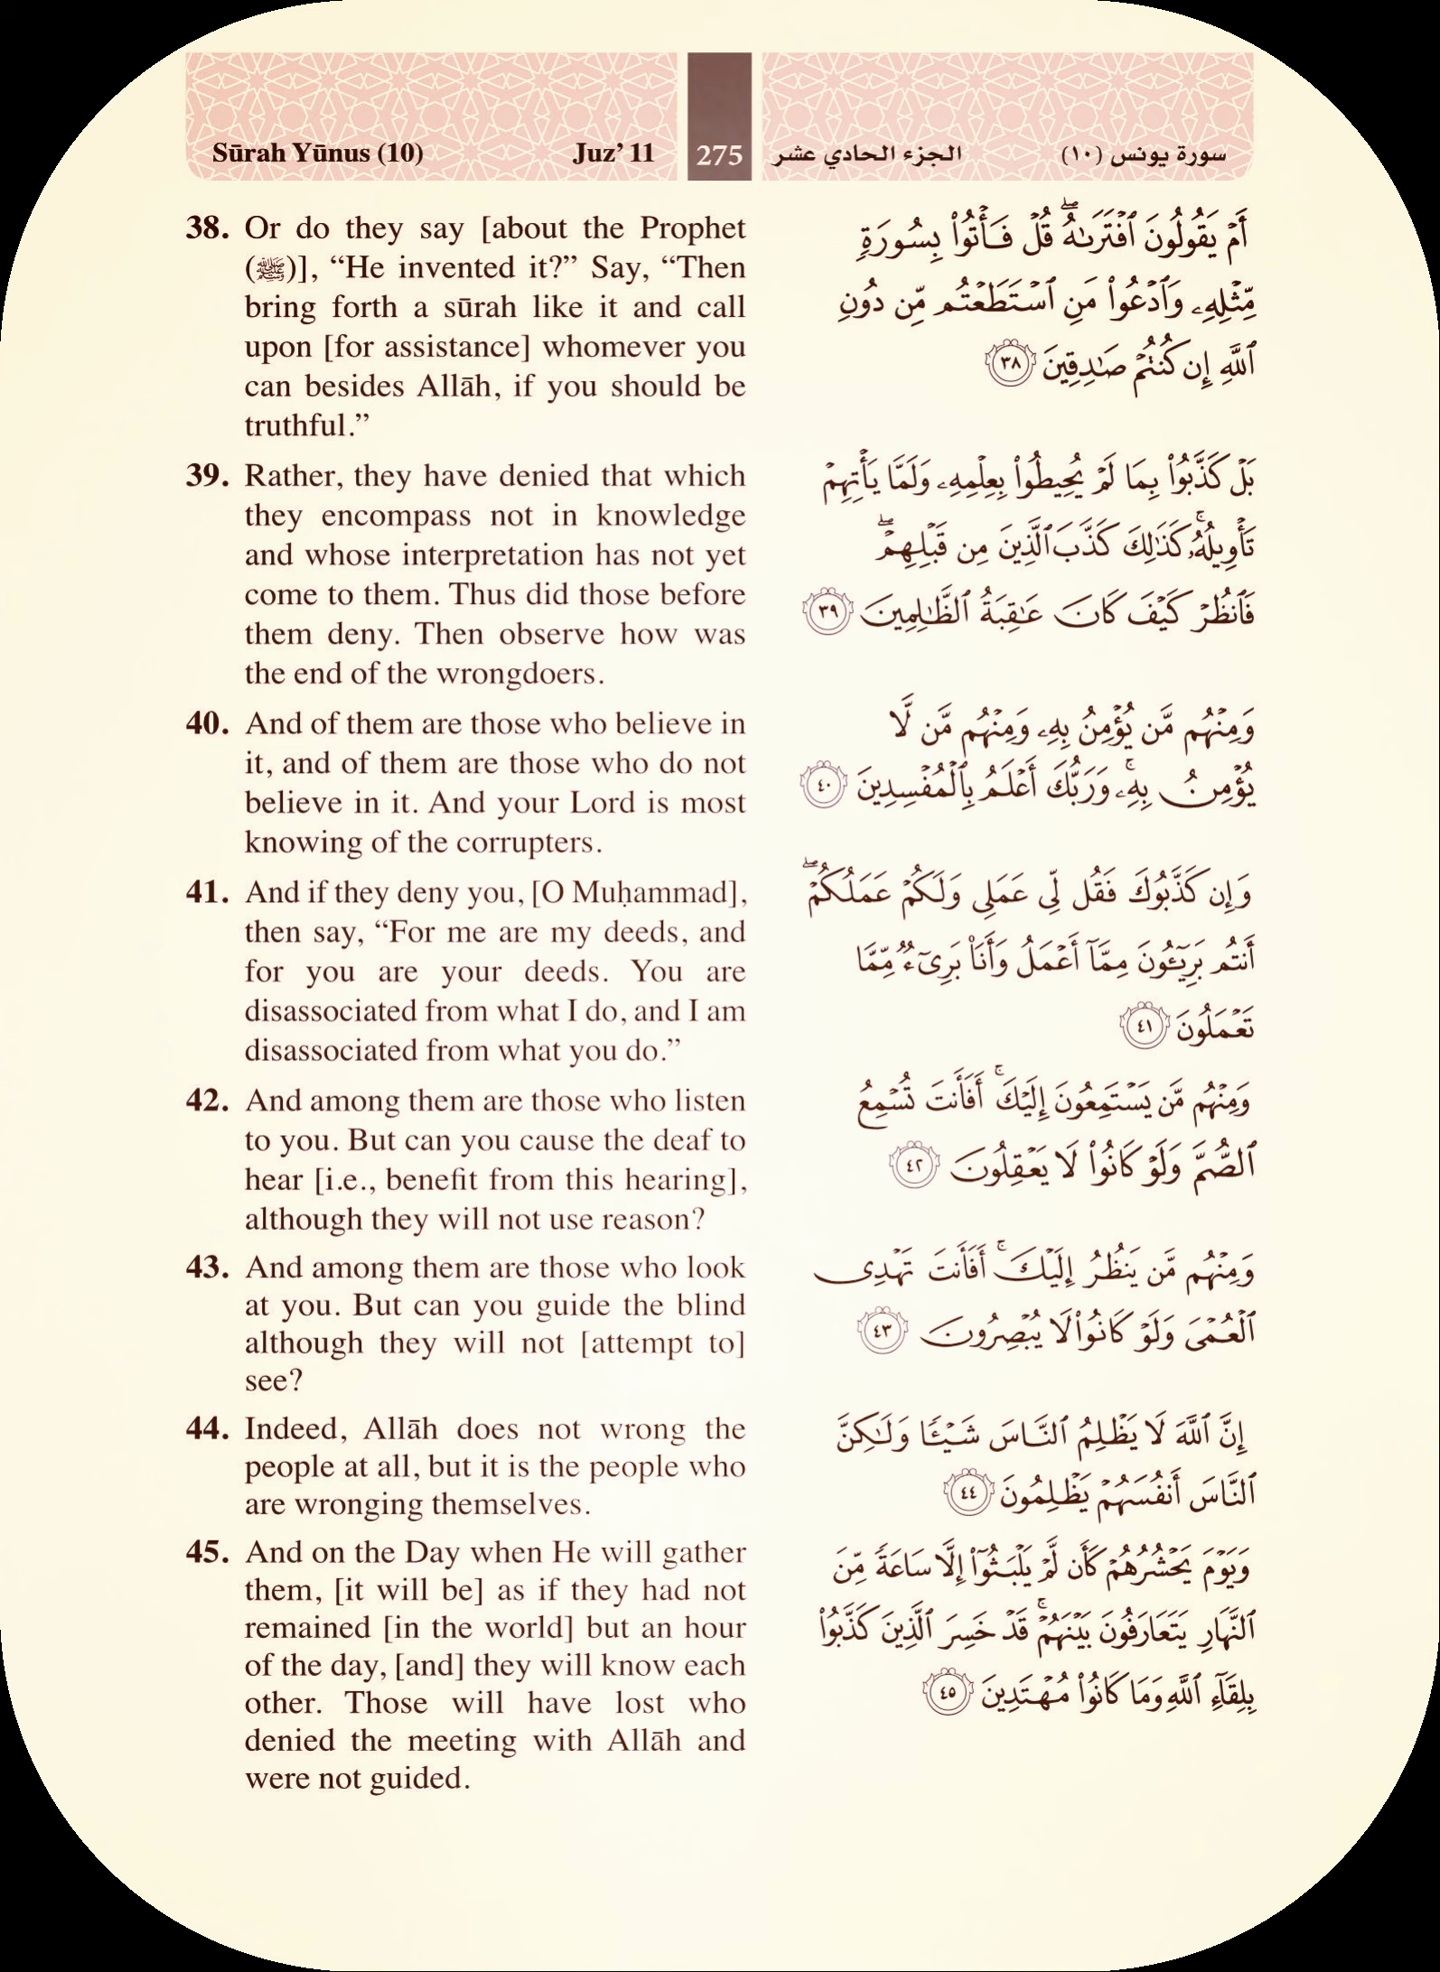 Sūrah Yūnus (10) Juz’ 11 275 الجزء الحادي عشر سورة يونس (١٠)
38. Or do they say [about the Prophet
(ﷺ)], “He invented it?” Say, “Then
bring forth a sūrah like it and call
upon [for assistance] whomever you
can besides Allāh, if you should be
truthful.”
39. Rather, they have denied that which
they encompass not in knowledge
and whose interpretation has not yet
come to them. Thus did those before
them deny. Then observe how was
the end of the wrongdoers.
40. And of them are those who believe in
it, and of them are those who do not
believe in it. And your Lord is most
knowing of the corrupters.
41. And if they deny you, [O Muḥammad],
then say, “For me are my deeds, and
for you are your deeds. You are
disassociated from what I do, and I am
disassociated from what you do.”
42. And among them are those who listen
to you. But can you cause the deaf to
hear [i.e., benefit from this hearing],
although they will not use reason?
43. And among them are those who look
at you. But can you guide the blind
although they will not [attempt to]
see?
44. Indeed, Allāh does not wrong the
people at all, but it is the people who
are wronging themselves.
45. And on the Day when He will gather
them, [it will be] as if they had not
remained [in the world] but an hour
of the day, [and] they will know each
other. Those will have lost who
denied the meeting with Allāh and
were not guided.
أَمْ يَقُولُونَ ٱفْتَرَىٰهُ ۖ قُلْ فَأْتُوا۟ بِسُورَةٍ
مِّثْلِهِۦ وَٱدْعُوا۟ مَنِ ٱسْتَطَعْتُم مِّن دُونِ
ٱللَّهِ إِن كُنتُمْ صَـٰدِقِينَ ٣٨
بَلْ كَذَّبُوا۟ بِمَا لَمْ يُحِيطُوا۟ بِعِلْمِهِۦ وَلَمَّا يَأْتِهِمْ
تَأْوِيلُهُۥ ۚ كَذَٰلِكَ كَذَّبَ ٱلَّذِينَ مِن قَبْلِهِمْ ۖ
فَٱنظُرْ كَيْفَ كَانَ عَـٰقِبَةُ ٱلظَّـٰلِمِينَ ٣٩
وَمِنْهُم مَّن يُؤْمِنُ بِهِۦ وَمِنْهُم مَّن لَّا
يُؤْمِنُ بِهِۦ ۚ وَرَبُّكَ أَعْلَمُ بِٱلْمُفْسِدِينَ ٤٠
وَإِن كَذَّبُوكَ فَقُل لِّى عَمَلِى وَلَكُمْ عَمَلُكُمْ ۖ
أَنتُم بَرِيٓـُٔونَ مِمَّآ أَعْمَلُ وَأَنَا۠ بَرِىٓءٌ مِّمَّا
تَعْمَلُونَ ٤١
وَمِنْهُم مَّن يَسْتَمِعُونَ إِلَيْكَ ۚ أَفَأَنتَ تُسْمِعُ
ٱلصُّمَّ وَلَوْ كَانُوا۟ لَا يَعْقِلُونَ ٤٢
وَمِنْهُم مَّن يَنظُرُ إِلَيْكَ ۚ أَفَأَنتَ تَهْدِى
ٱلْعُمْىَ وَلَوْ كَانُوا۟ لَا يُبْصِرُونَ ٤٣
إِنَّ ٱللَّهَ لَا يَظْلِمُ ٱلنَّاسَ شَيْـًٔا وَلَـٰكِنَّ
ٱلنَّاسَ أَنفُسَهُمْ يَظْلِمُونَ ٤٤
وَيَوْمَ يَحْشُرُهُمْ كَأَن لَّمْ يَلْبَثُوٓا۟ إِلَّا سَاعَةً مِّنَ
ٱلنَّهَارِ يَتَعَارَفُونَ بَيْنَهُمْ ۚ قَدْ خَسِرَ ٱلَّذِينَ كَذَّبُوا۟
بِلِقَآءِ ٱللَّهِ وَمَا كَانُوا۟ مُهْتَدِينَ ٤٥